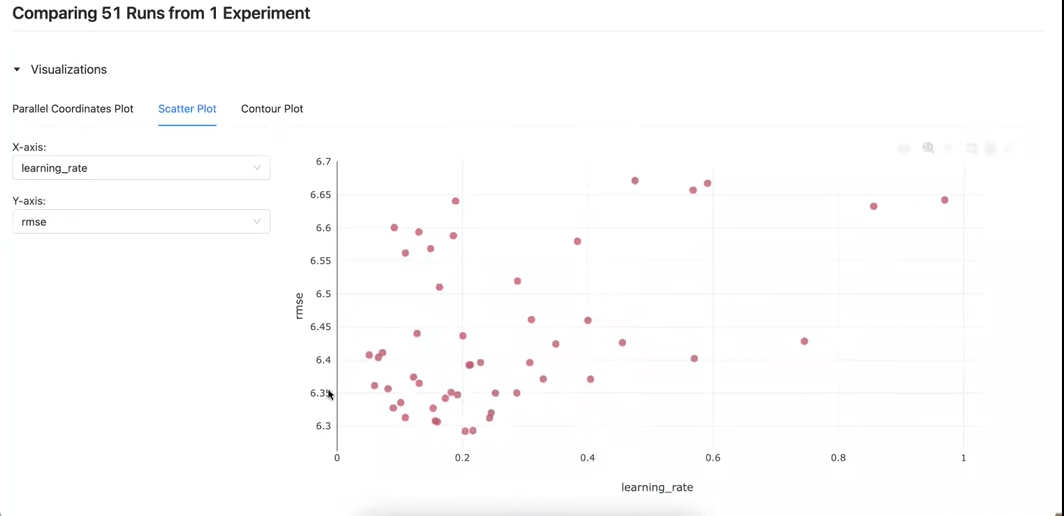 Comparing 51 Runs from 1 Experiment
Visualizations
Parallel Coordinates Plot Scatter Plot Contour Plot
X-axis:
learning_rate
Y-axis:
rmse
6.7
6.65
6.6
6.55
6.5
6.45
6.4
6.35
6.3
rmse
0 0.2 0.4 0.6 0.8 1
learning_rate